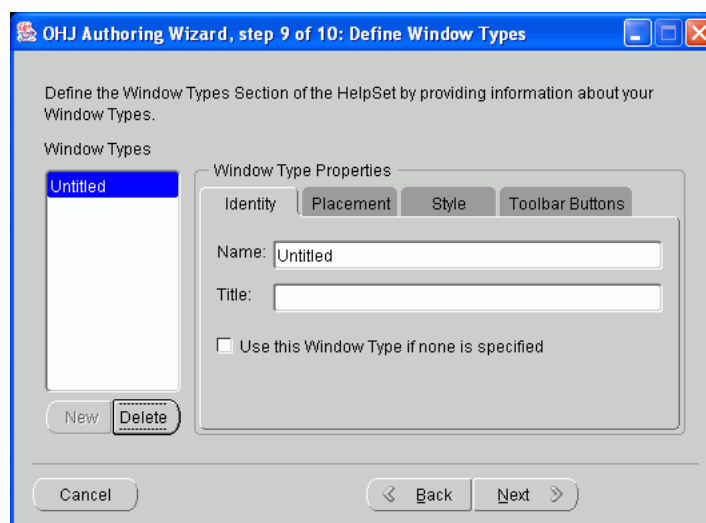 OHJ Authoring Wizard, step 9 of 10: Define Window Types
Define the Window Types Section of the HelpSet by providing information about your
Window Types.
Window Types
Untitled
New
Delete
Window Type Properties
Identity
Placement
Style
Toolbar Buttons
Name:
Untitled
Title:
Use this Window Type if none is specified
Cancel
Back
Next